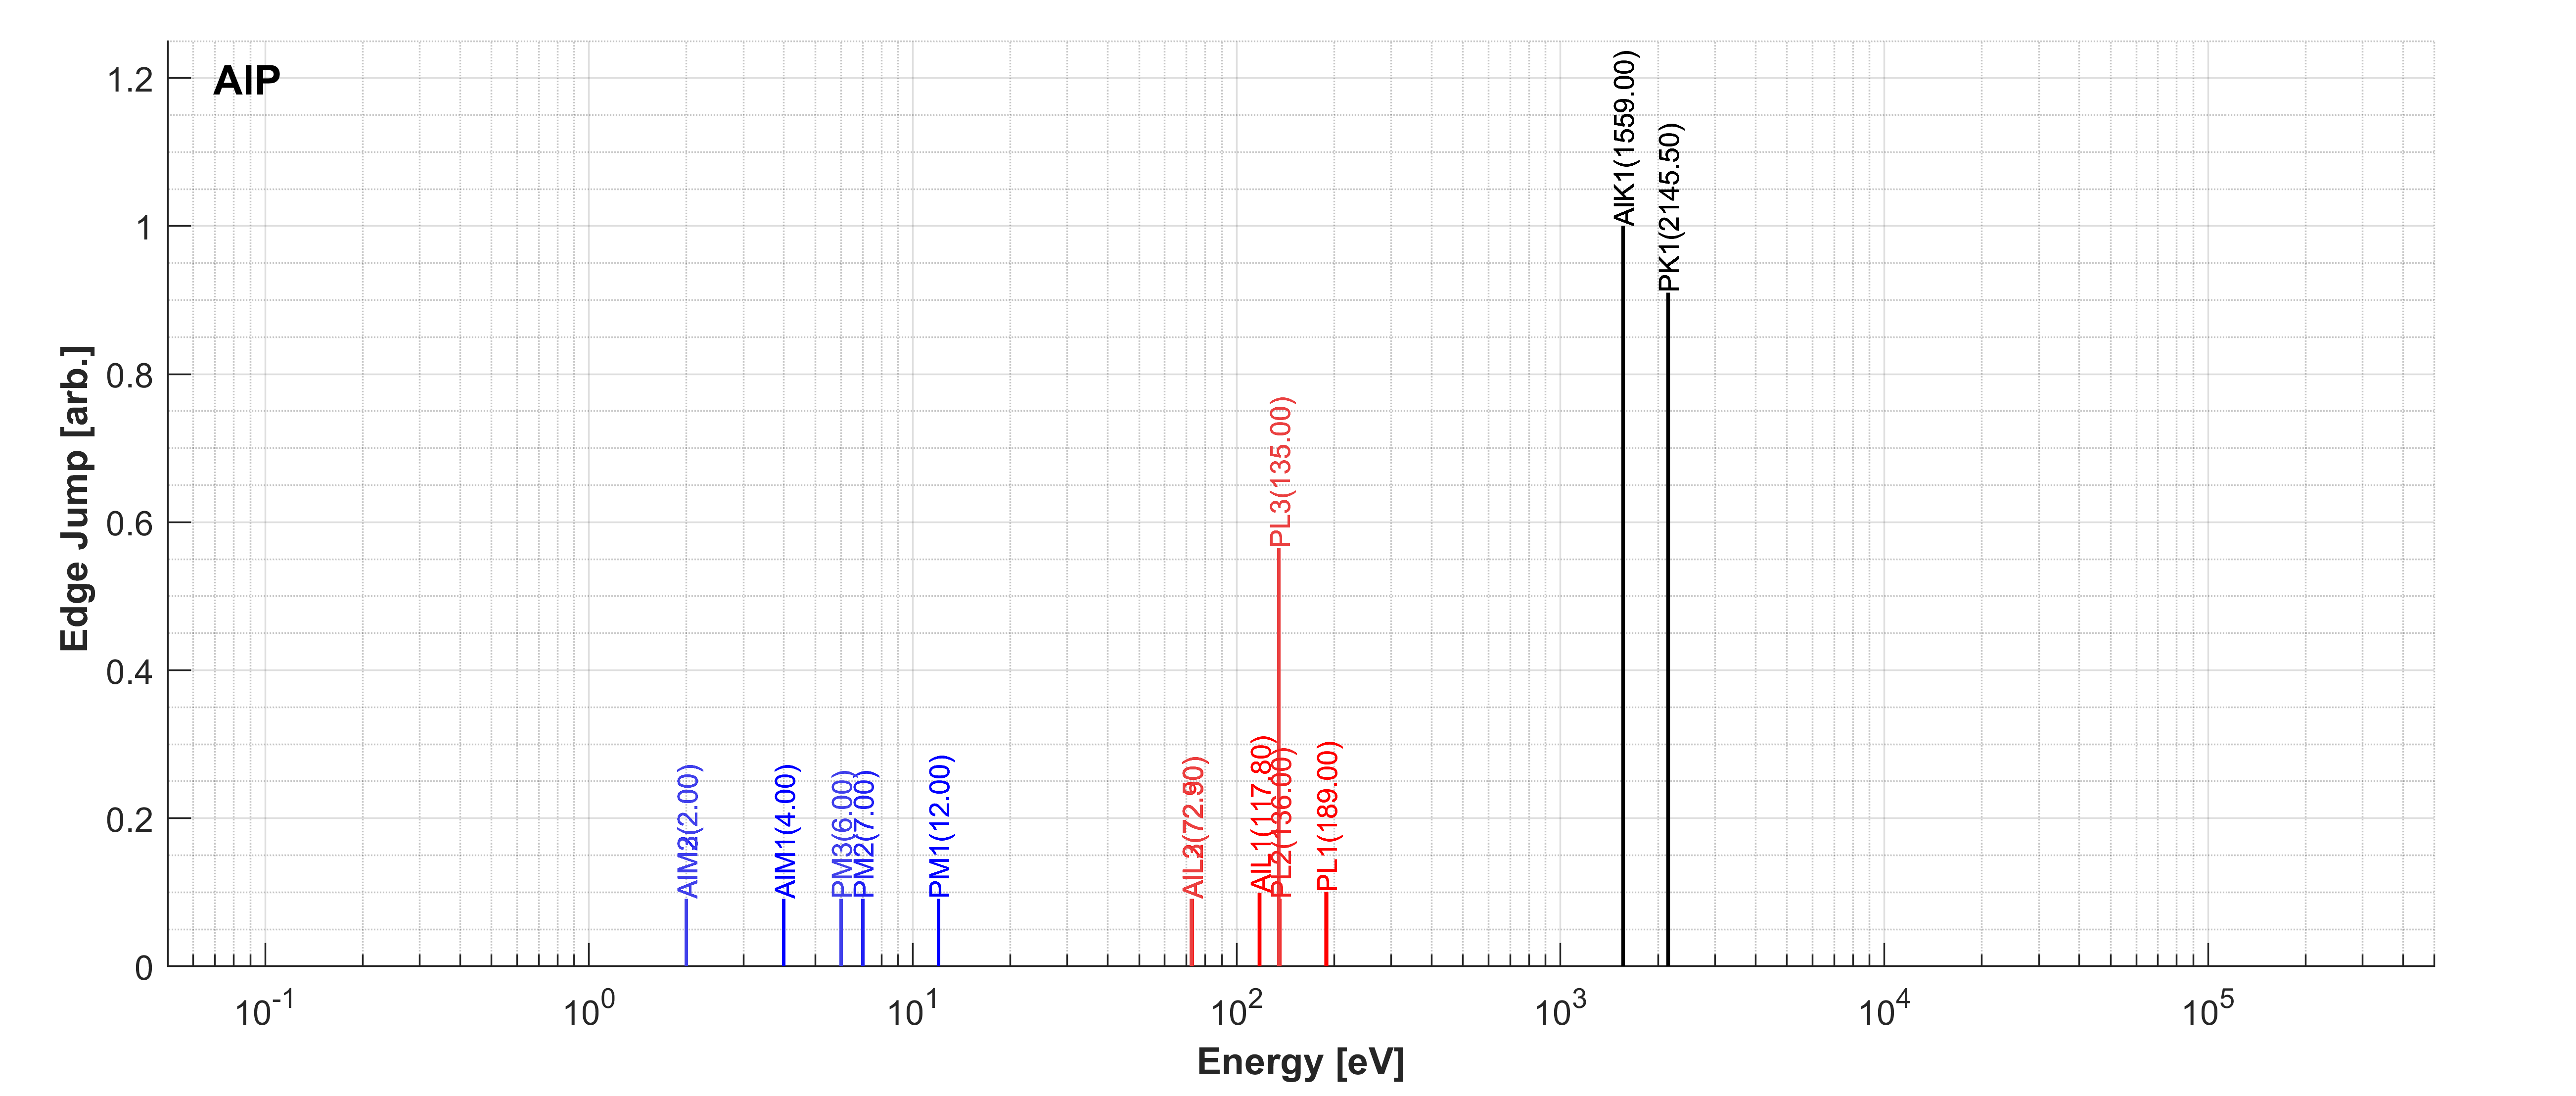 AlP
1.2
1
0.8
0.6
0.4
0.2
0
Edge Jump [arb.]
AlM1(4.00)
PM3(6.00)
PM2(7.00)
PM1(12.00)
AlL1(117.80)
PL3(135.00)
PL2(136.00)
PL1(189.00)
AlK1(1559.00)
PK1(2145.50)
10-1
100
101
102
103
104
105
Energy [eV]